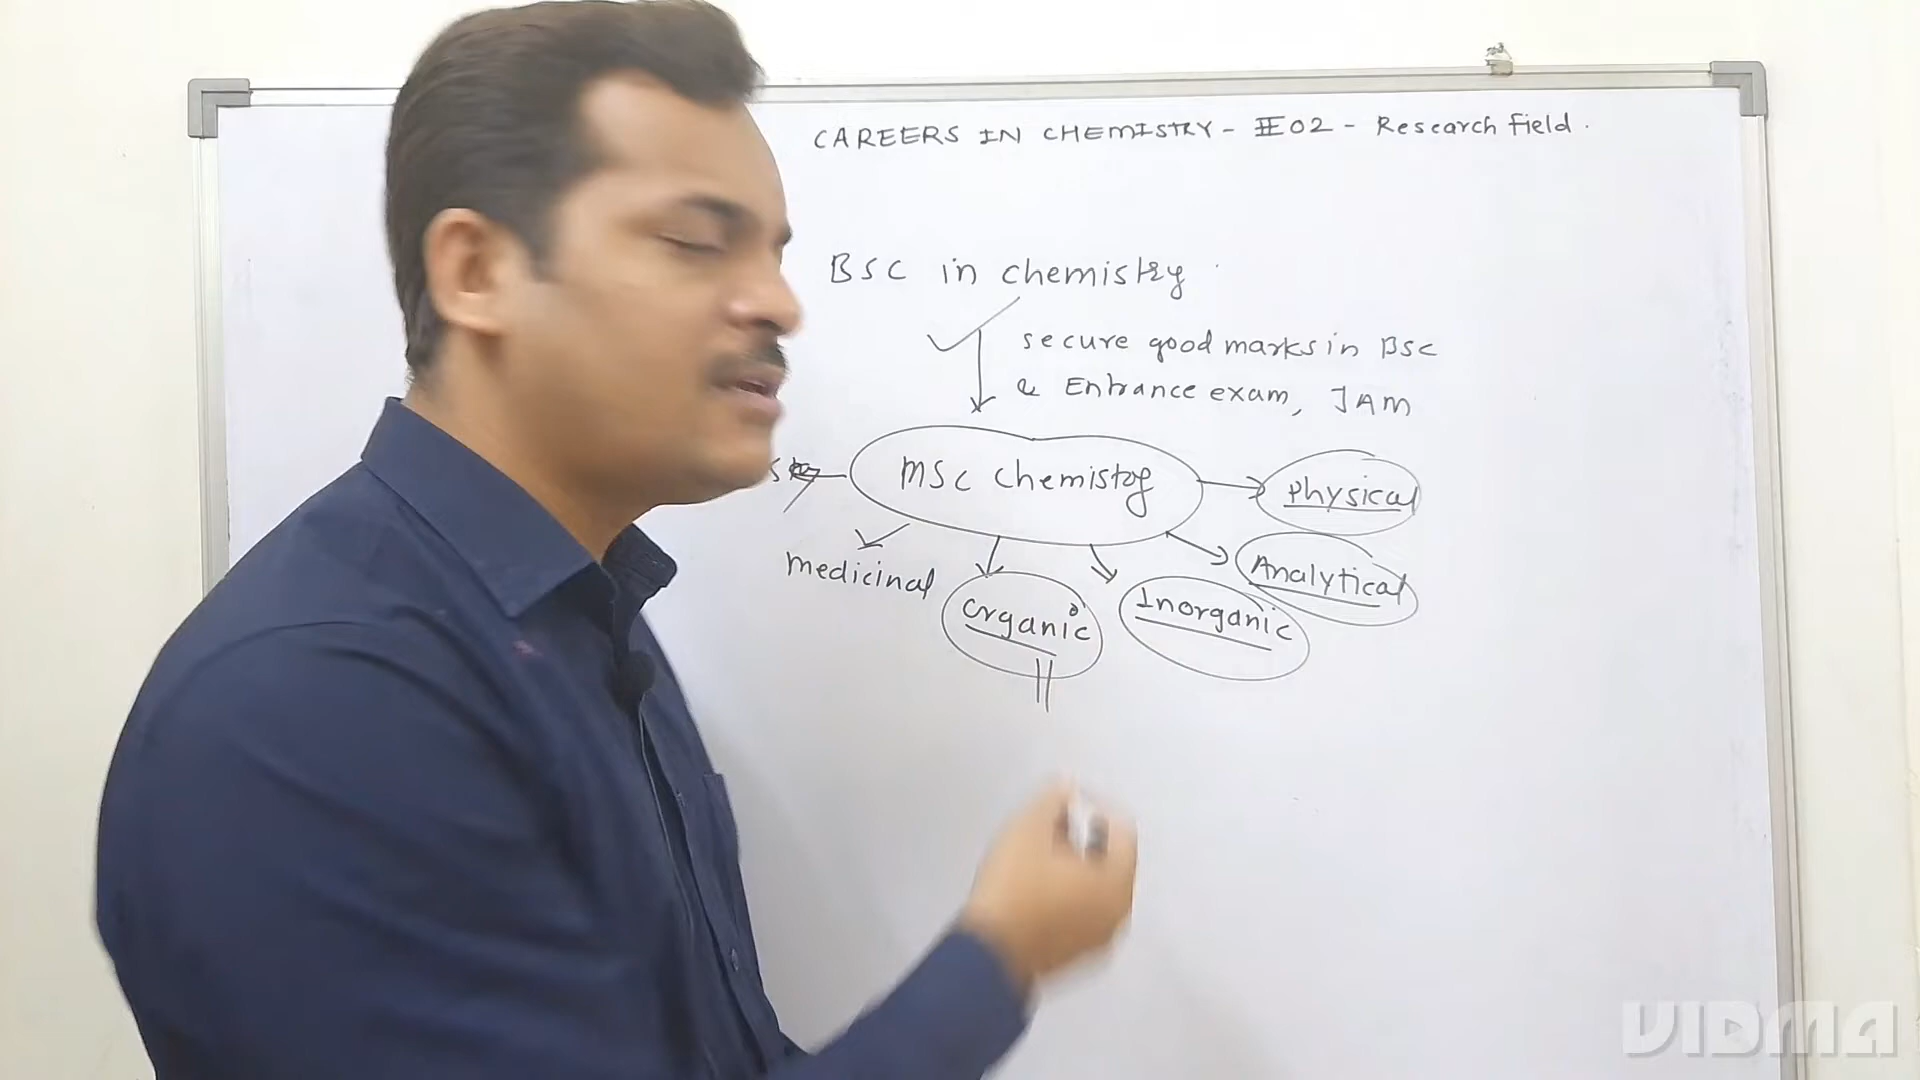 CAREERS IN CHEMISTRY - II 02 - Research Field.
BSC in chemistry
secure good marks in BSC
& Entrance exam, JAM
MSC Chemistry
Physical
medicinal
Organic
Inorganic
Analytical
VIDMA